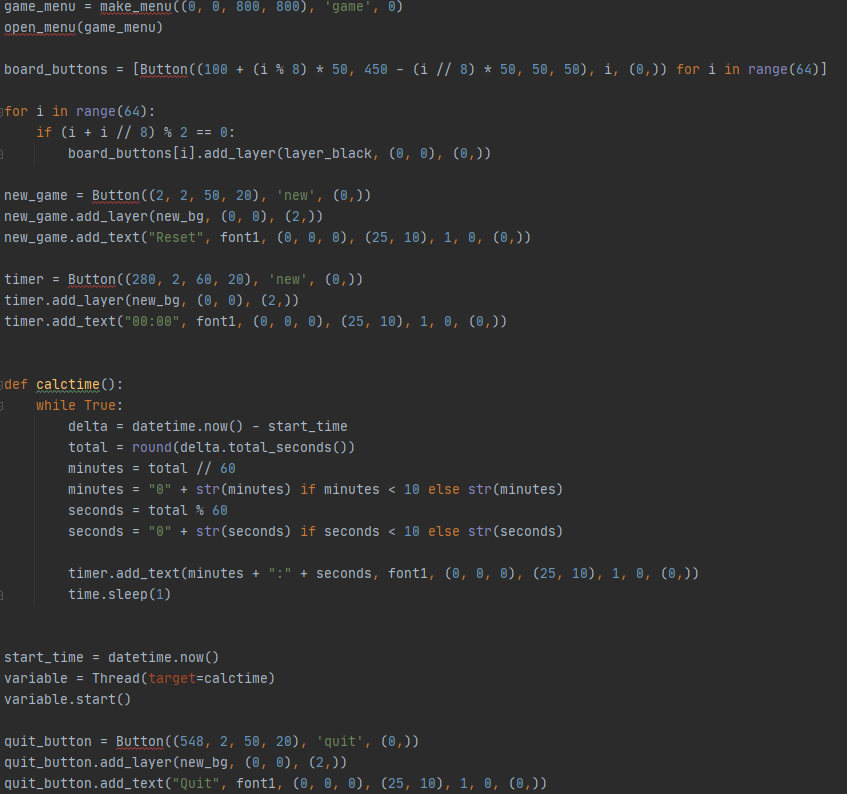 game_menu = make_menu((0, 0, 800, 800), 'game', 0)
open_menu(game_menu)
board_buttons = [Button((100 + (i % 8) * 50, 450 - (i // 8) * 50, 50, 50), i, (0,)) for i in range(64)]
for i in range(64):
    if (i + i // 8) % 2 == 0:
        board_buttons[i].add_layer(layer_black, (0, 0), (0,))
new_game = Button((2, 2, 50, 20), 'new', (0,))
new_game.add_layer(new_bg, (0, 0), (2,))
new_game.add_text("Reset", font1, (0, 0, 0), (25, 10), 1, 0, (0,))
timer = Button((280, 2, 60, 20), 'new', (0,))
timer.add_layer(new_bg, (0, 0), (2,))
timer.add_text("00:00", font1, (0, 0, 0), (25, 10), 1, 0, (0,))
def calctime():
    while True:
        delta = datetime.now() - start_time
        total = round(delta.total_seconds())
        minutes = total // 60
        minutes = "0" + str(minutes) if minutes < 10 else str(minutes)
        seconds = total % 60
        seconds = "0" + str(seconds) if seconds < 10 else str(seconds)
        timer.add_text(minutes + ":" + seconds, font1, (0, 0, 0), (25, 10), 1, 0, (0,))
        time.sleep(1)
start_time = datetime.now()
variable = Thread(target=calctime)
variable.start()
quit_button = Button((548, 2, 50, 20), 'quit', (0,))
quit_button.add_layer(new_bg, (0, 0), (2,))
quit_button.add_text("Quit", font1, (0, 0, 0), (25, 10), 1, 0, (0,))